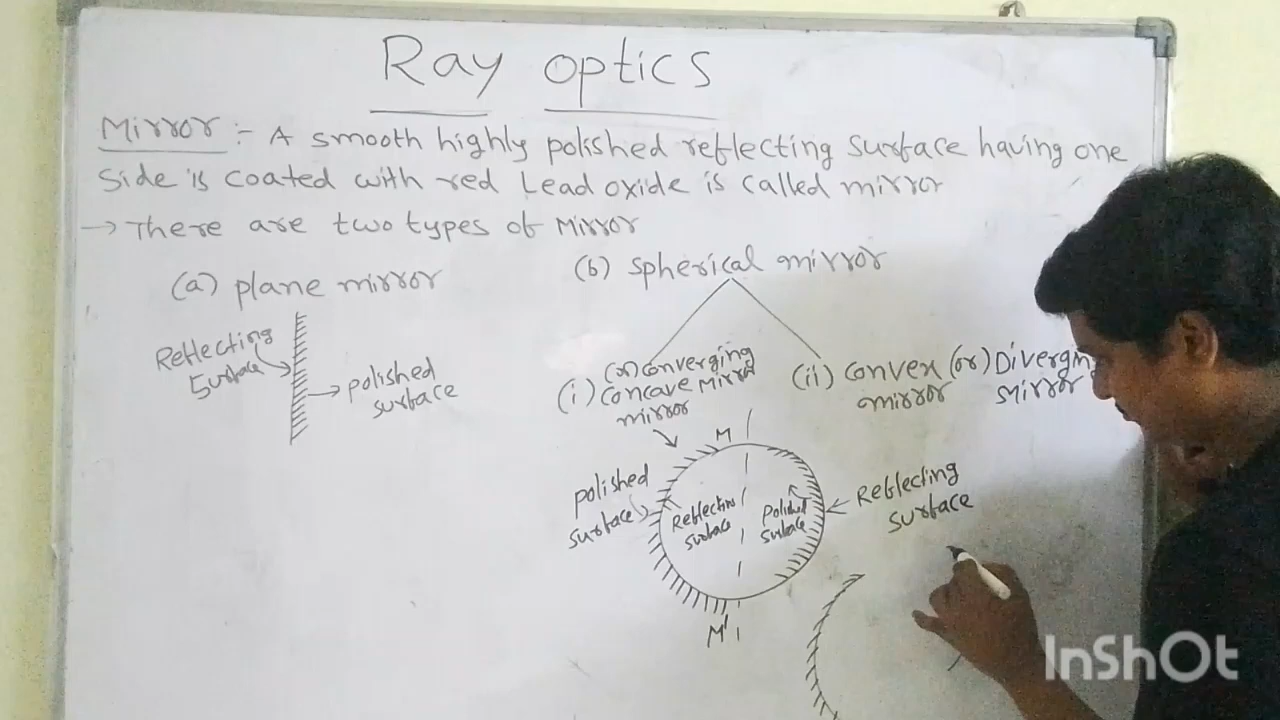 Ray optics
Mirror :- A smooth highly polished reflecting surface having one
side is coated with red Lead oxide is called mirror
→ There are two types of Mirror
(a) plane mirror
(b) spherical mirror
Reflecting
surface
polished
surface
(or) converging
(i) concave mirror
mirror
(ii) convex (or) Diverging
mirror mirror
M
polished
surface
Reflecting
surface
polished
surface
Reflecting
surface
M'
InShOt